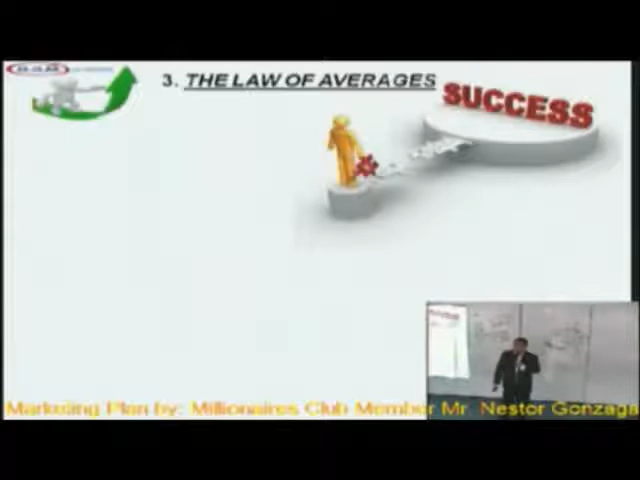 3. THE LAW OF AVERAGES
SUCCESS
Marketing Plan by: Millionaires Club Member Mr. Nestor Gonzaga